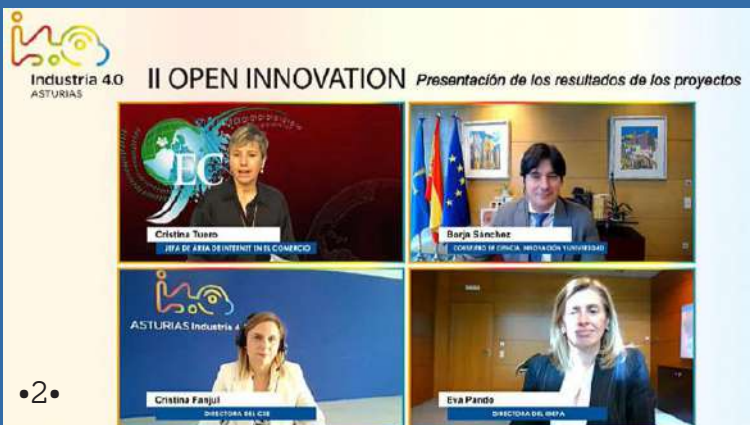 Industria 4.0
ASTURIAS
II OPEN INNOVATION Presentación de los resultados de los proyectos
EC
Cristina Tuero
JEFA DE ÁREA DE INTERNET EN EL COMERCIO
Borja Sánchez
CONSEJERO DE CIENCIA, INNOVACIÓN Y UNIVERSIDAD
ASTURIAS Industria 4
Cristina Fanjul
DIRECTORA DEL CSE
Eva Pando
DIRECTORA DEL IDEPA
•2•